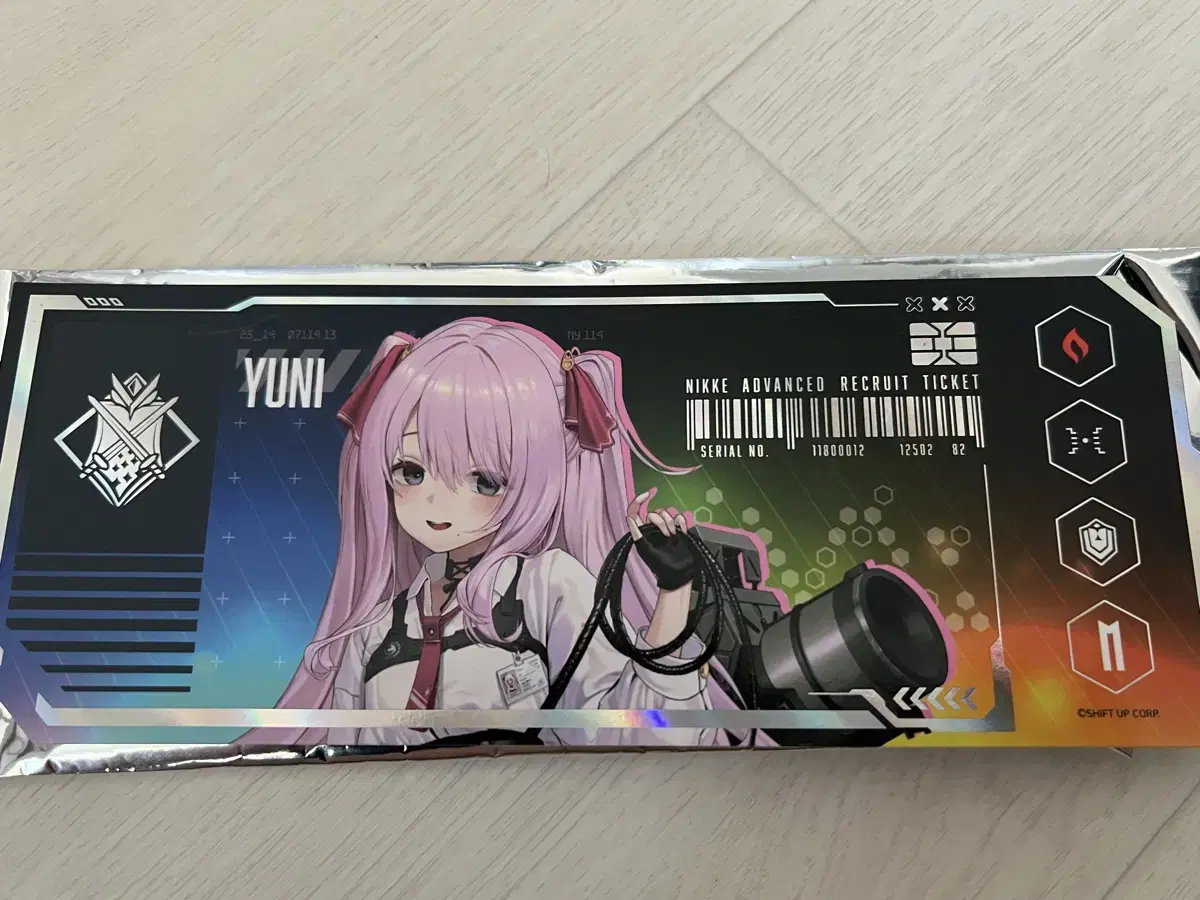 YUNI
NIKKE ADVANCED RECRUIT TICKET
SERIAL NO. 11800012 12502 82
©SHIFT UP CORP.